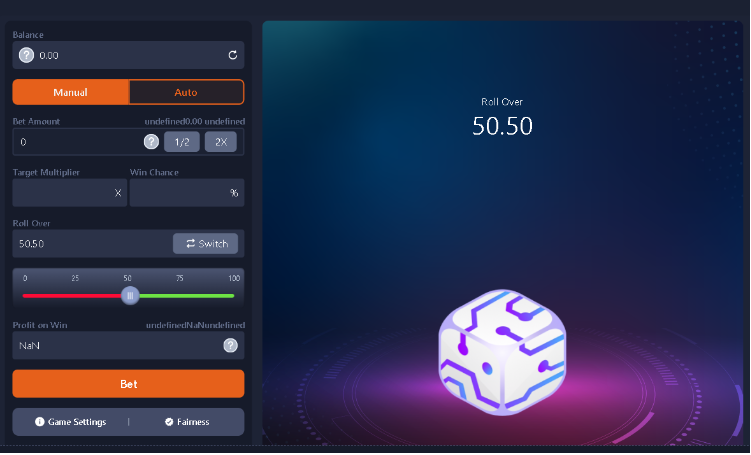 Balance
? 0.00
Manual Auto
Bet Amount undefined0.00 undefined
0 ? 1/2 2X
Target Multiplier Win Chance
X %
Roll Over
50.50 Switch
0 25 50 75 100
Profit on Win undefinedNaNundefined
NaN ?
Bet
Game Settings | Fairness
Roll Over
50.50